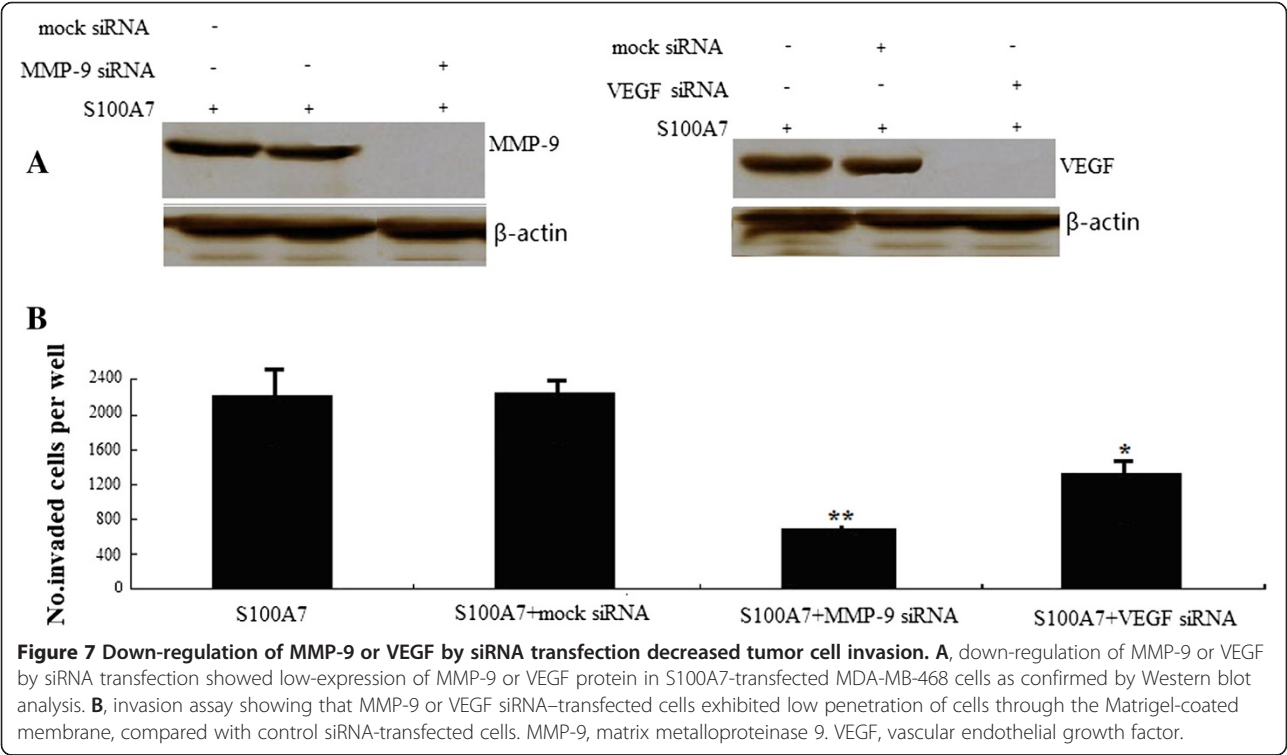 mock siRNA -
MMP-9 siRNA - - +
S100A7 + + +
MMP-9
β-actin
mock siRNA - + -
VEGF siRNA - - +
S100A7 + + +
VEGF
β-actin
A
B
No.invaded cells per well
2400
2000
1600
1200
800
400
0
**
*
S100A7
S100A7+mock siRNA
S100A7+MMP-9 siRNA
S100A7+VEGF siRNA
Figure 7 Down-regulation of MMP-9 or VEGF by siRNA transfection decreased tumor cell invasion. A, down-regulation of MMP-9 or VEGF
by siRNA transfection showed low-expression of MMP-9 or VEGF protein in S100A7-transfected MDA-MB-468 cells as confirmed by Western blot
analysis. B, invasion assay showing that MMP-9 or VEGF siRNA–transfected cells exhibited low penetration of cells through the Matrigel-coated
membrane, compared with control siRNA-transfected cells. MMP-9, matrix metalloproteinase 9. VEGF, vascular endothelial growth factor.